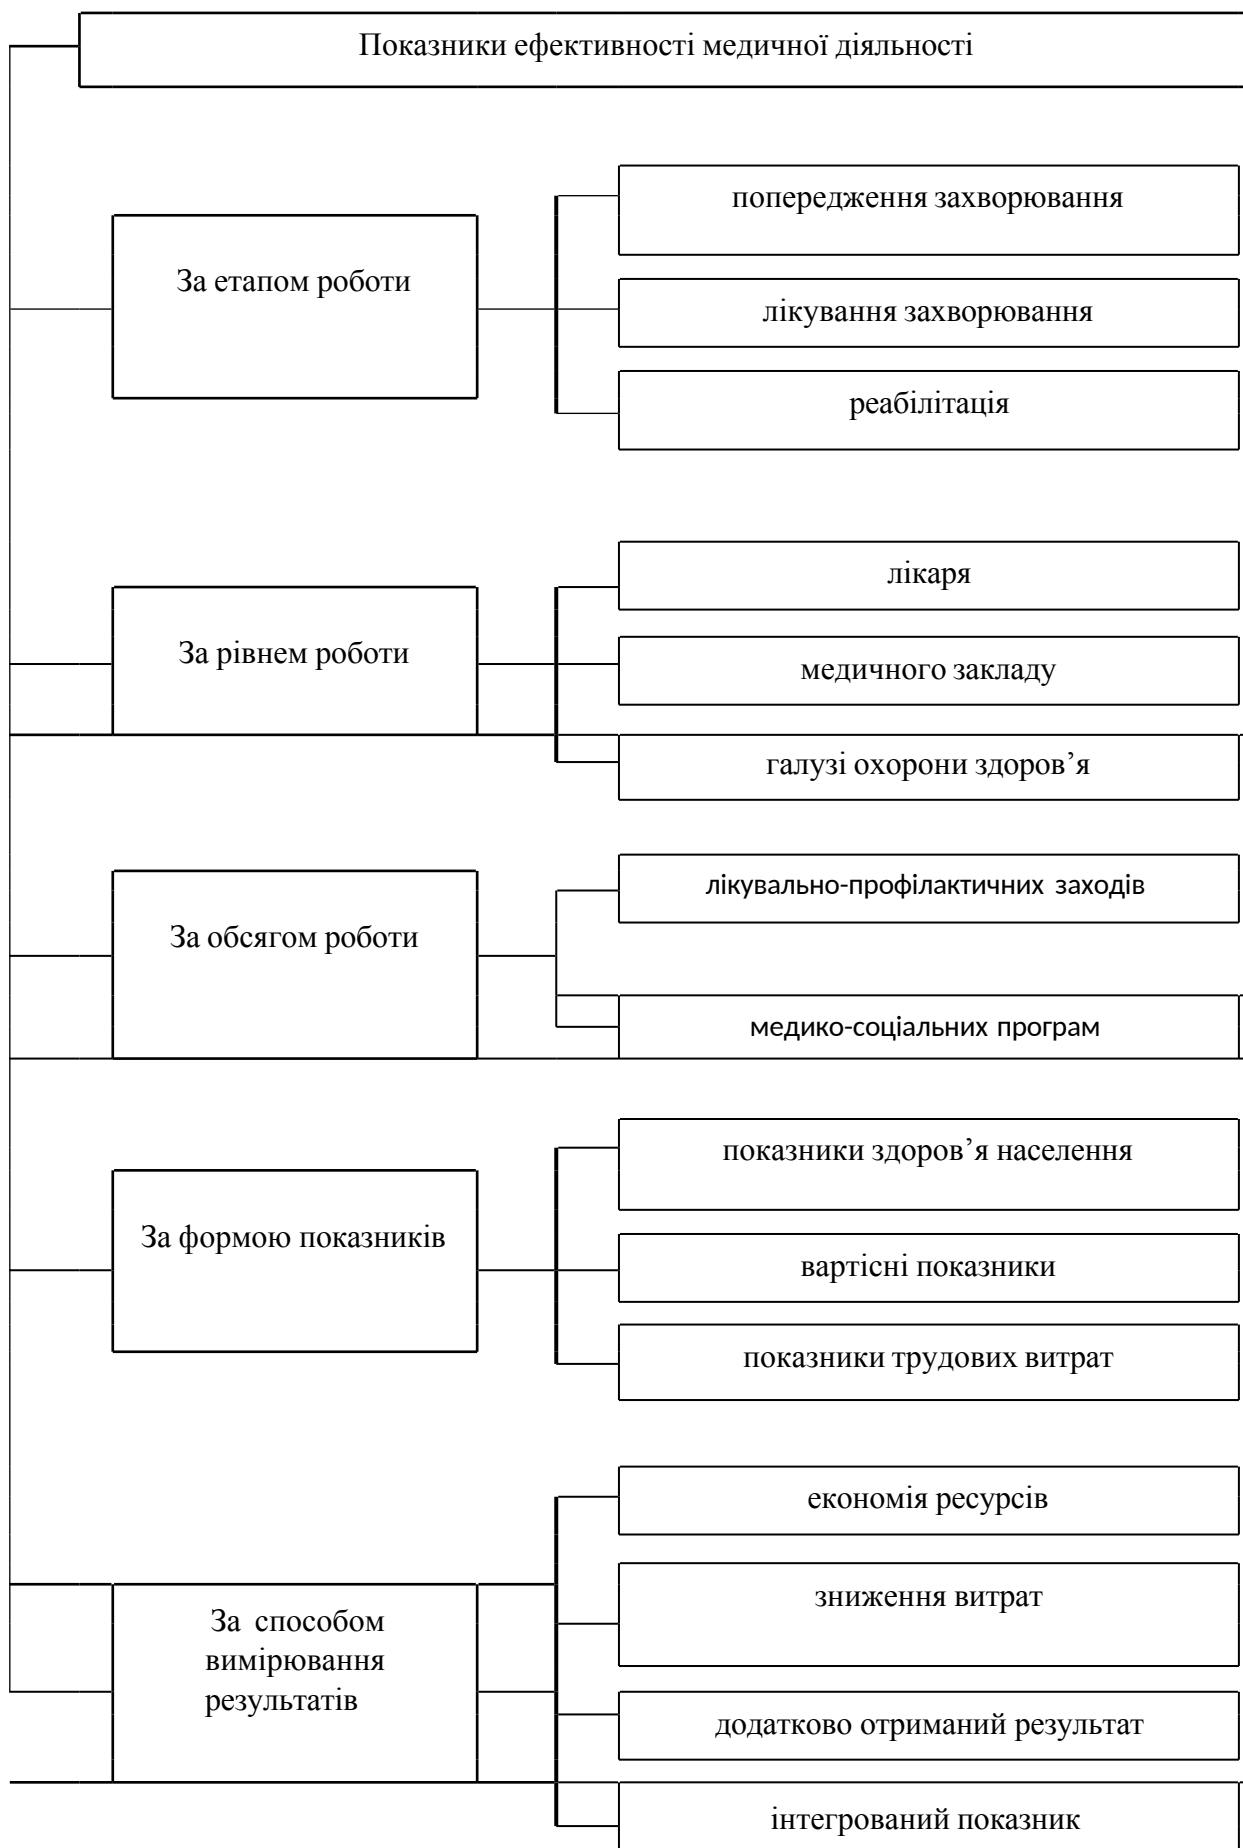 Показники ефективності медичної діяльності
За етапом роботи
попередження захворювання
лікування захворювання
реабілітація
За рівнем роботи
лікаря
медичного закладу
галузі охорони здоров’я
За обсягом роботи
лікувально-профілактичних заходів
медико-соціальних програм
За формою показників
показники здоров’я населення
вартісні показники
показники трудових витрат
За способом
вимірювання
результатів
економія ресурсів
зниження витрат
додатково отриманий результат
інтегрований показник